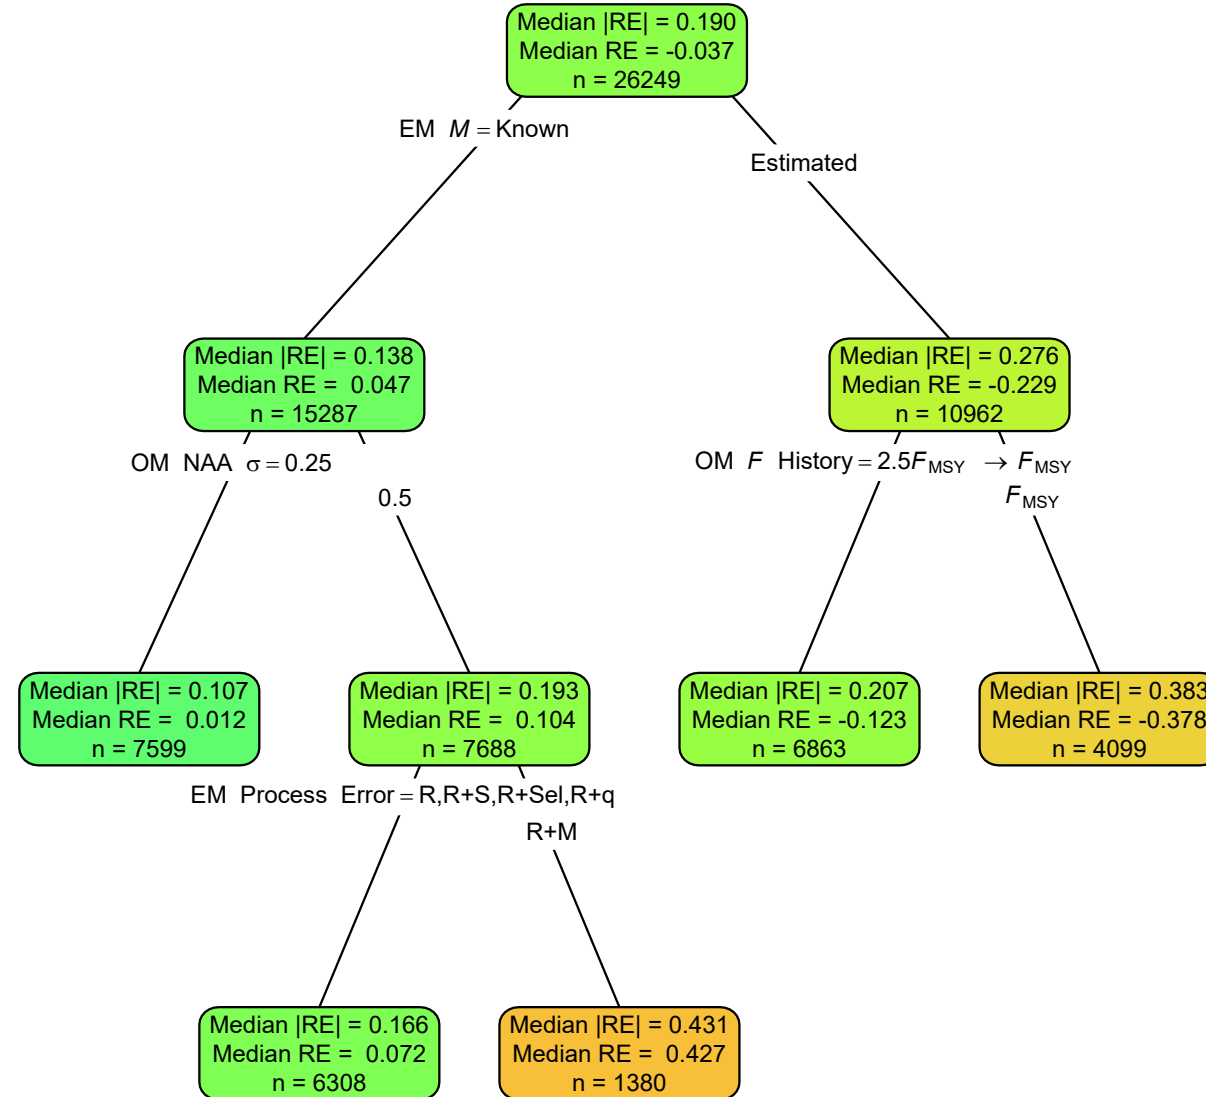 Median |RE| = 0.190
Median RE = -0.037
n = 26249
EM M = Known
Estimated
Median |RE| = 0.138
Median RE = 0.047
n = 15287
Median |RE| = 0.276
Median RE = -0.229
n = 10962
OM NAA σ = 0.25
0.5
OM F History = 2.5F_MSY → F_MSY
F_MSY
Median |RE| = 0.107
Median RE = 0.012
n = 7599
Median |RE| = 0.193
Median RE = 0.104
n = 7688
Median |RE| = 0.207
Median RE = -0.123
n = 6863
Median |RE| = 0.383
Median RE = -0.378
n = 4099
EM Process Error = R,R+S,R+Sel,R+q
R+M
Median |RE| = 0.166
Median RE = 0.072
n = 6308
Median |RE| = 0.431
Median RE = 0.427
n = 1380